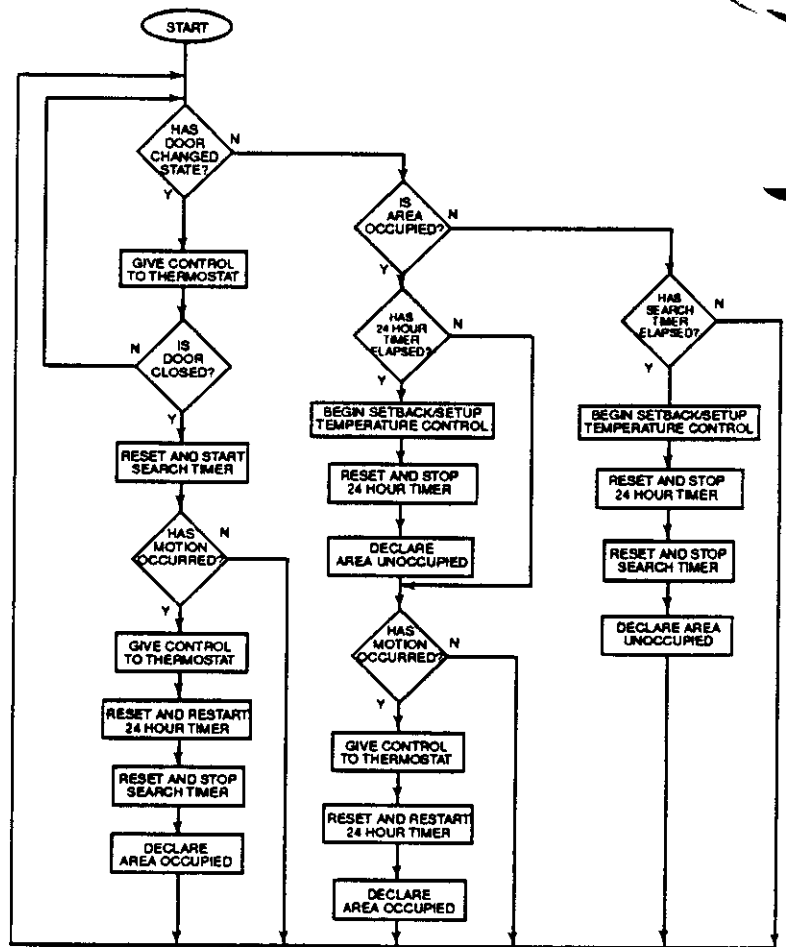 START
HAS
DOOR
CHANGED
STATE?
N
Y
GIVE CONTROL
TO THERMOSTAT
IS
DOOR
CLOSED?
N
Y
RESET AND START
SEARCH TIMER
HAS
MOTION
OCCURRED?
N
Y
GIVE CONTROL
TO THERMOSTAT
RESET AND RESTART
24 HOUR TIMER
RESET AND STOP
SEARCH TIMER
DECLARE
AREA OCCUPIED
IS
AREA
OCCUPIED?
N
Y
HAS
24 HOUR
TIMER
ELAPSED?
N
Y
BEGIN SETBACK/SETUP
TEMPERATURE CONTROL
RESET AND STOP
24 HOUR TIMER
DECLARE
AREA UNOCCUPIED
HAS
MOTION
OCCURRED?
N
Y
GIVE CONTROL
TO THERMOSTAT
RESET AND RESTART
24 HOUR TIMER
DECLARE
AREA OCCUPIED
HAS
SEARCH
TIMER
ELAPSED?
N
Y
BEGIN SETBACK/SETUP
TEMPERATURE CONTROL
RESET AND STOP
24 HOUR TIMER
RESET AND STOP
SEARCH TIMER
DECLARE AREA
UNOCCUPIED